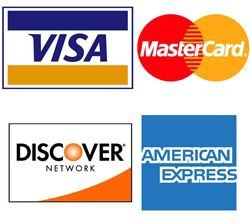 VISA
MasterCard
DISCOVER®
NETWORK
AMERICAN
EXPRESS